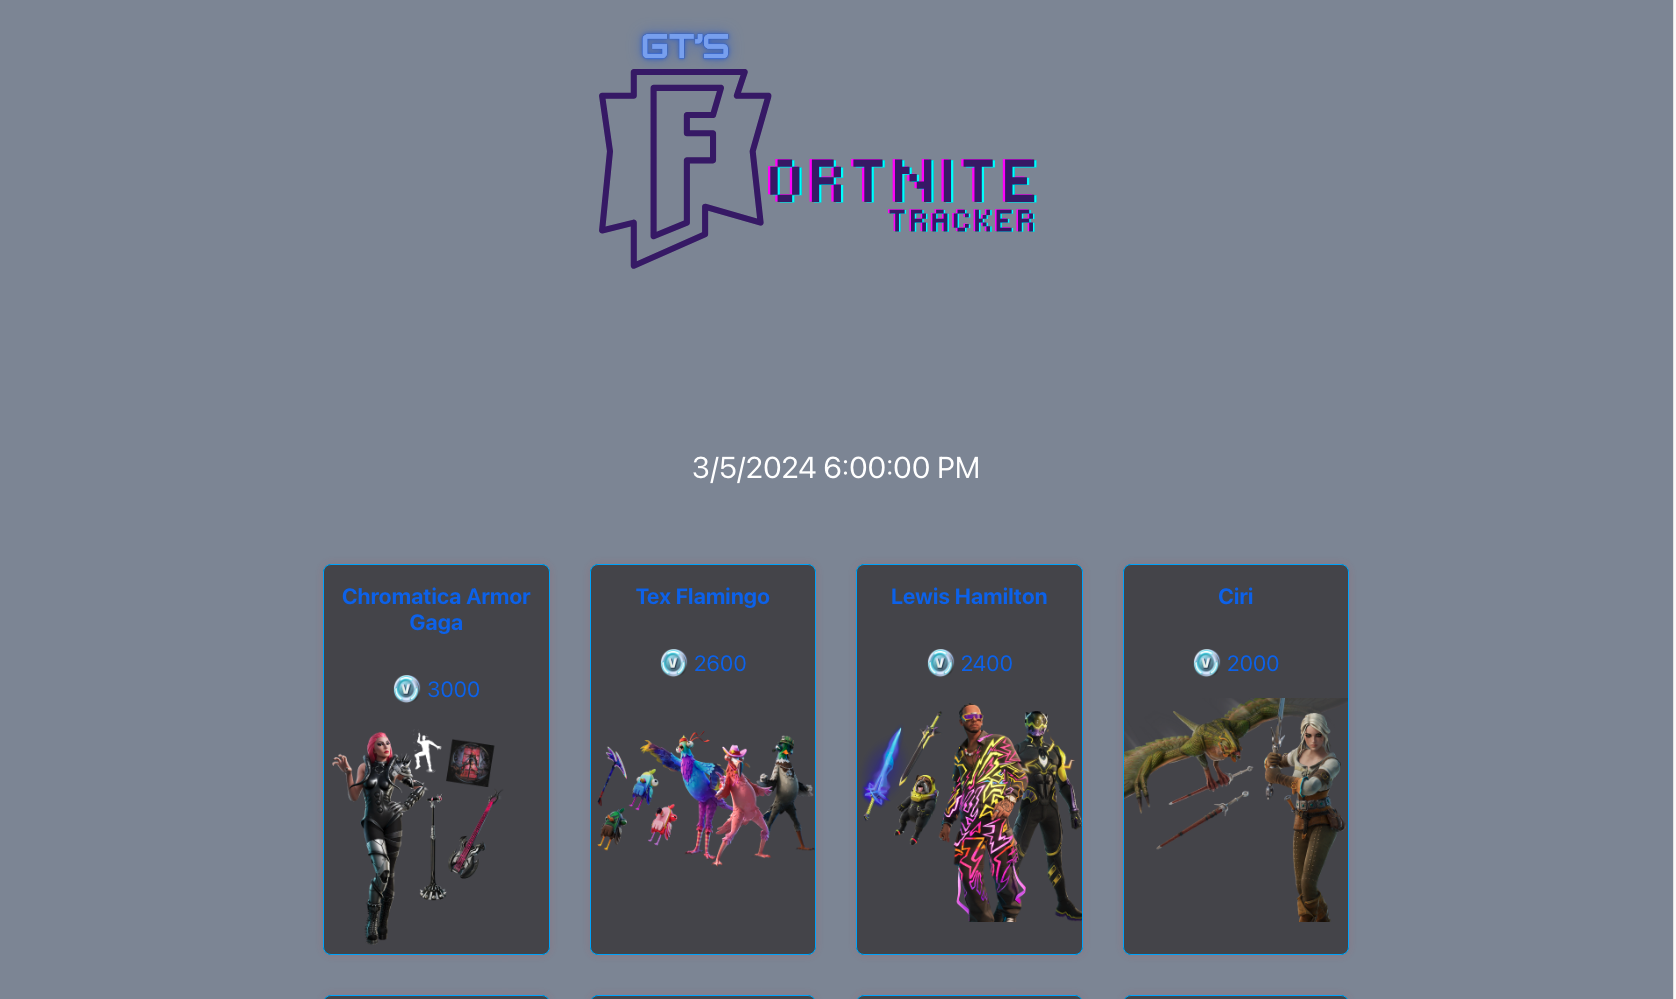 GT'S
FORTNITE
TRACKER
3/5/2024 6:00:00 PM
Chromatica Armor
Gaga
V 3000
Tex Flamingo
V 2600
Lewis Hamilton
V 2400
Ciri
V 2000